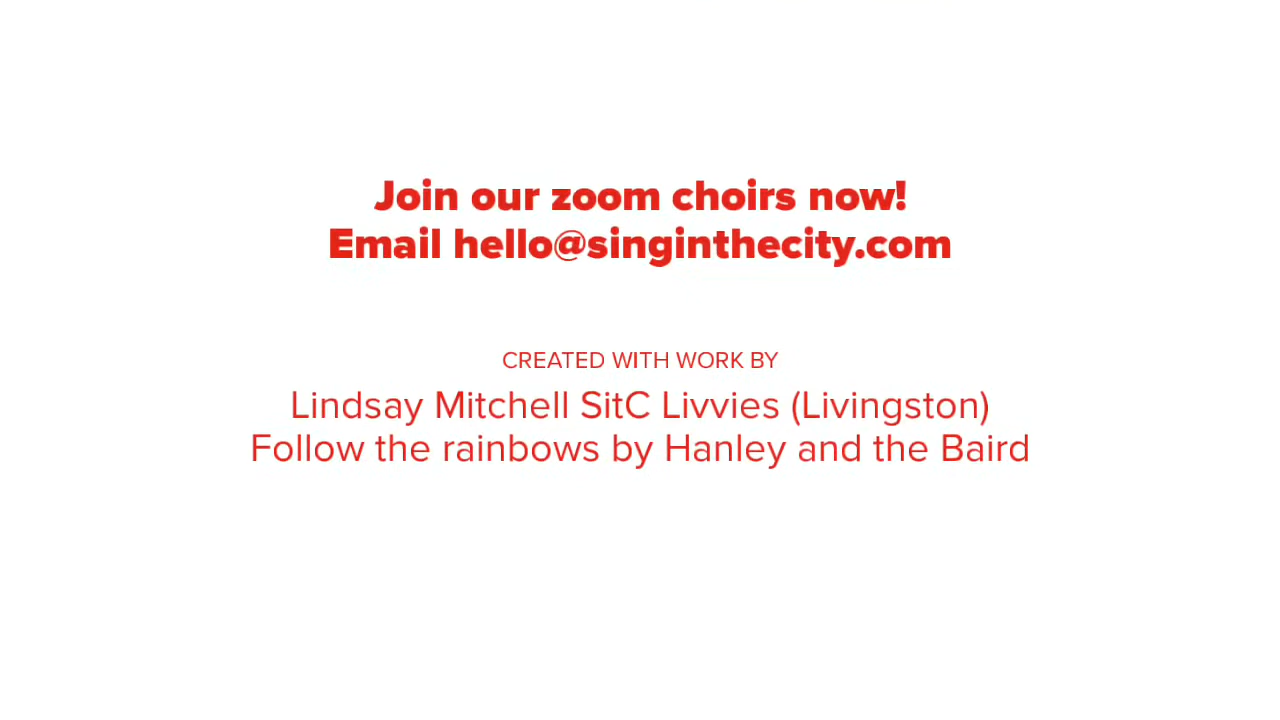 Join our zoom choirs now!
Email hello@singinthecity.com
CREATED WITH WORK BY
Lindsay Mitchell SitC Livvies (Livingston)
Follow the rainbows by Hanley and the Baird